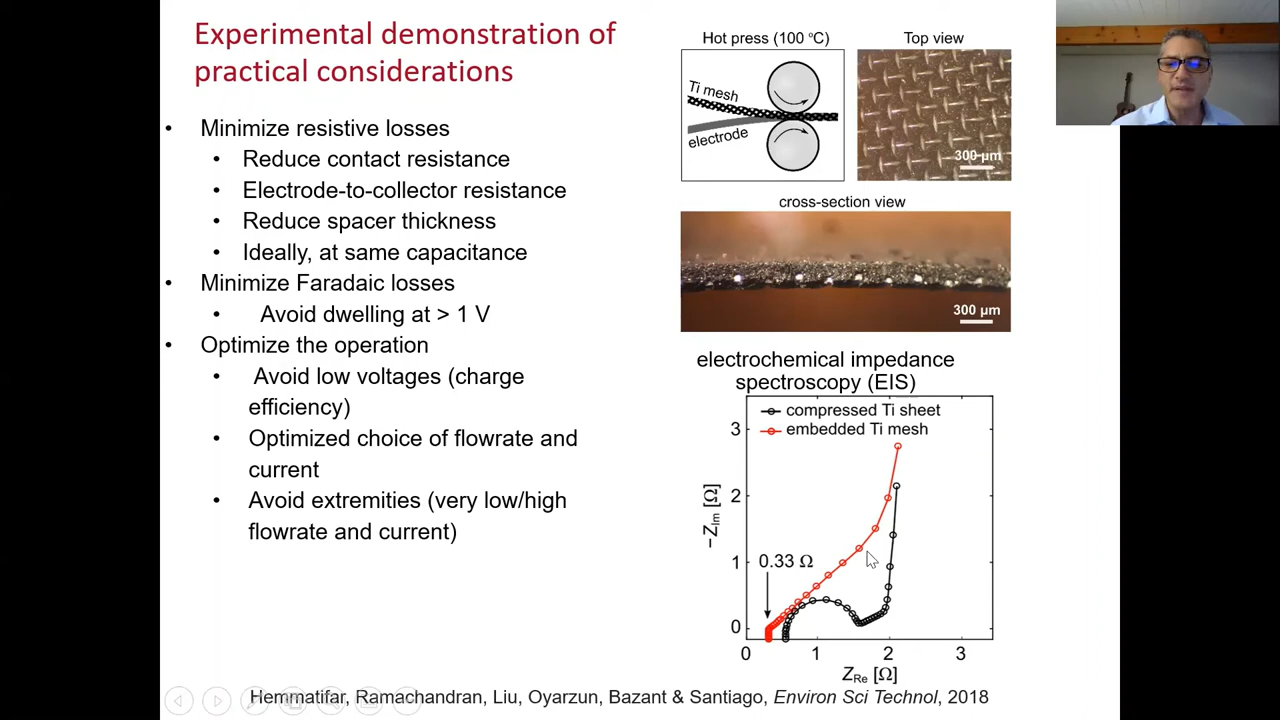 Experimental demonstration of
practical considerations
• Minimize resistive losses
• Reduce contact resistance
• Electrode-to-collector resistance
• Reduce spacer thickness
• Ideally, at same capacitance
• Minimize Faradaic losses
• Avoid dwelling at > 1 V
• Optimize the operation
• Avoid low voltages (charge
efficiency)
• Optimized choice of flowrate and
current
• Avoid extremities (very low/high
flowrate and current)
Hot press (100 °C)
Ti mesh
electrode
Top view
300 µm
cross-section view
300 µm
electrochemical impedance
spectroscopy (EIS)
compressed Ti sheet
embedded Ti mesh
3
2
1
0
−Z_Im [Ω]
0.33 Ω
0 1 2 3
Z_Re [Ω]
Hemmatifar, Ramachandran, Liu, Oyarzun, Bazant & Santiago, Environ Sci Technol, 2018